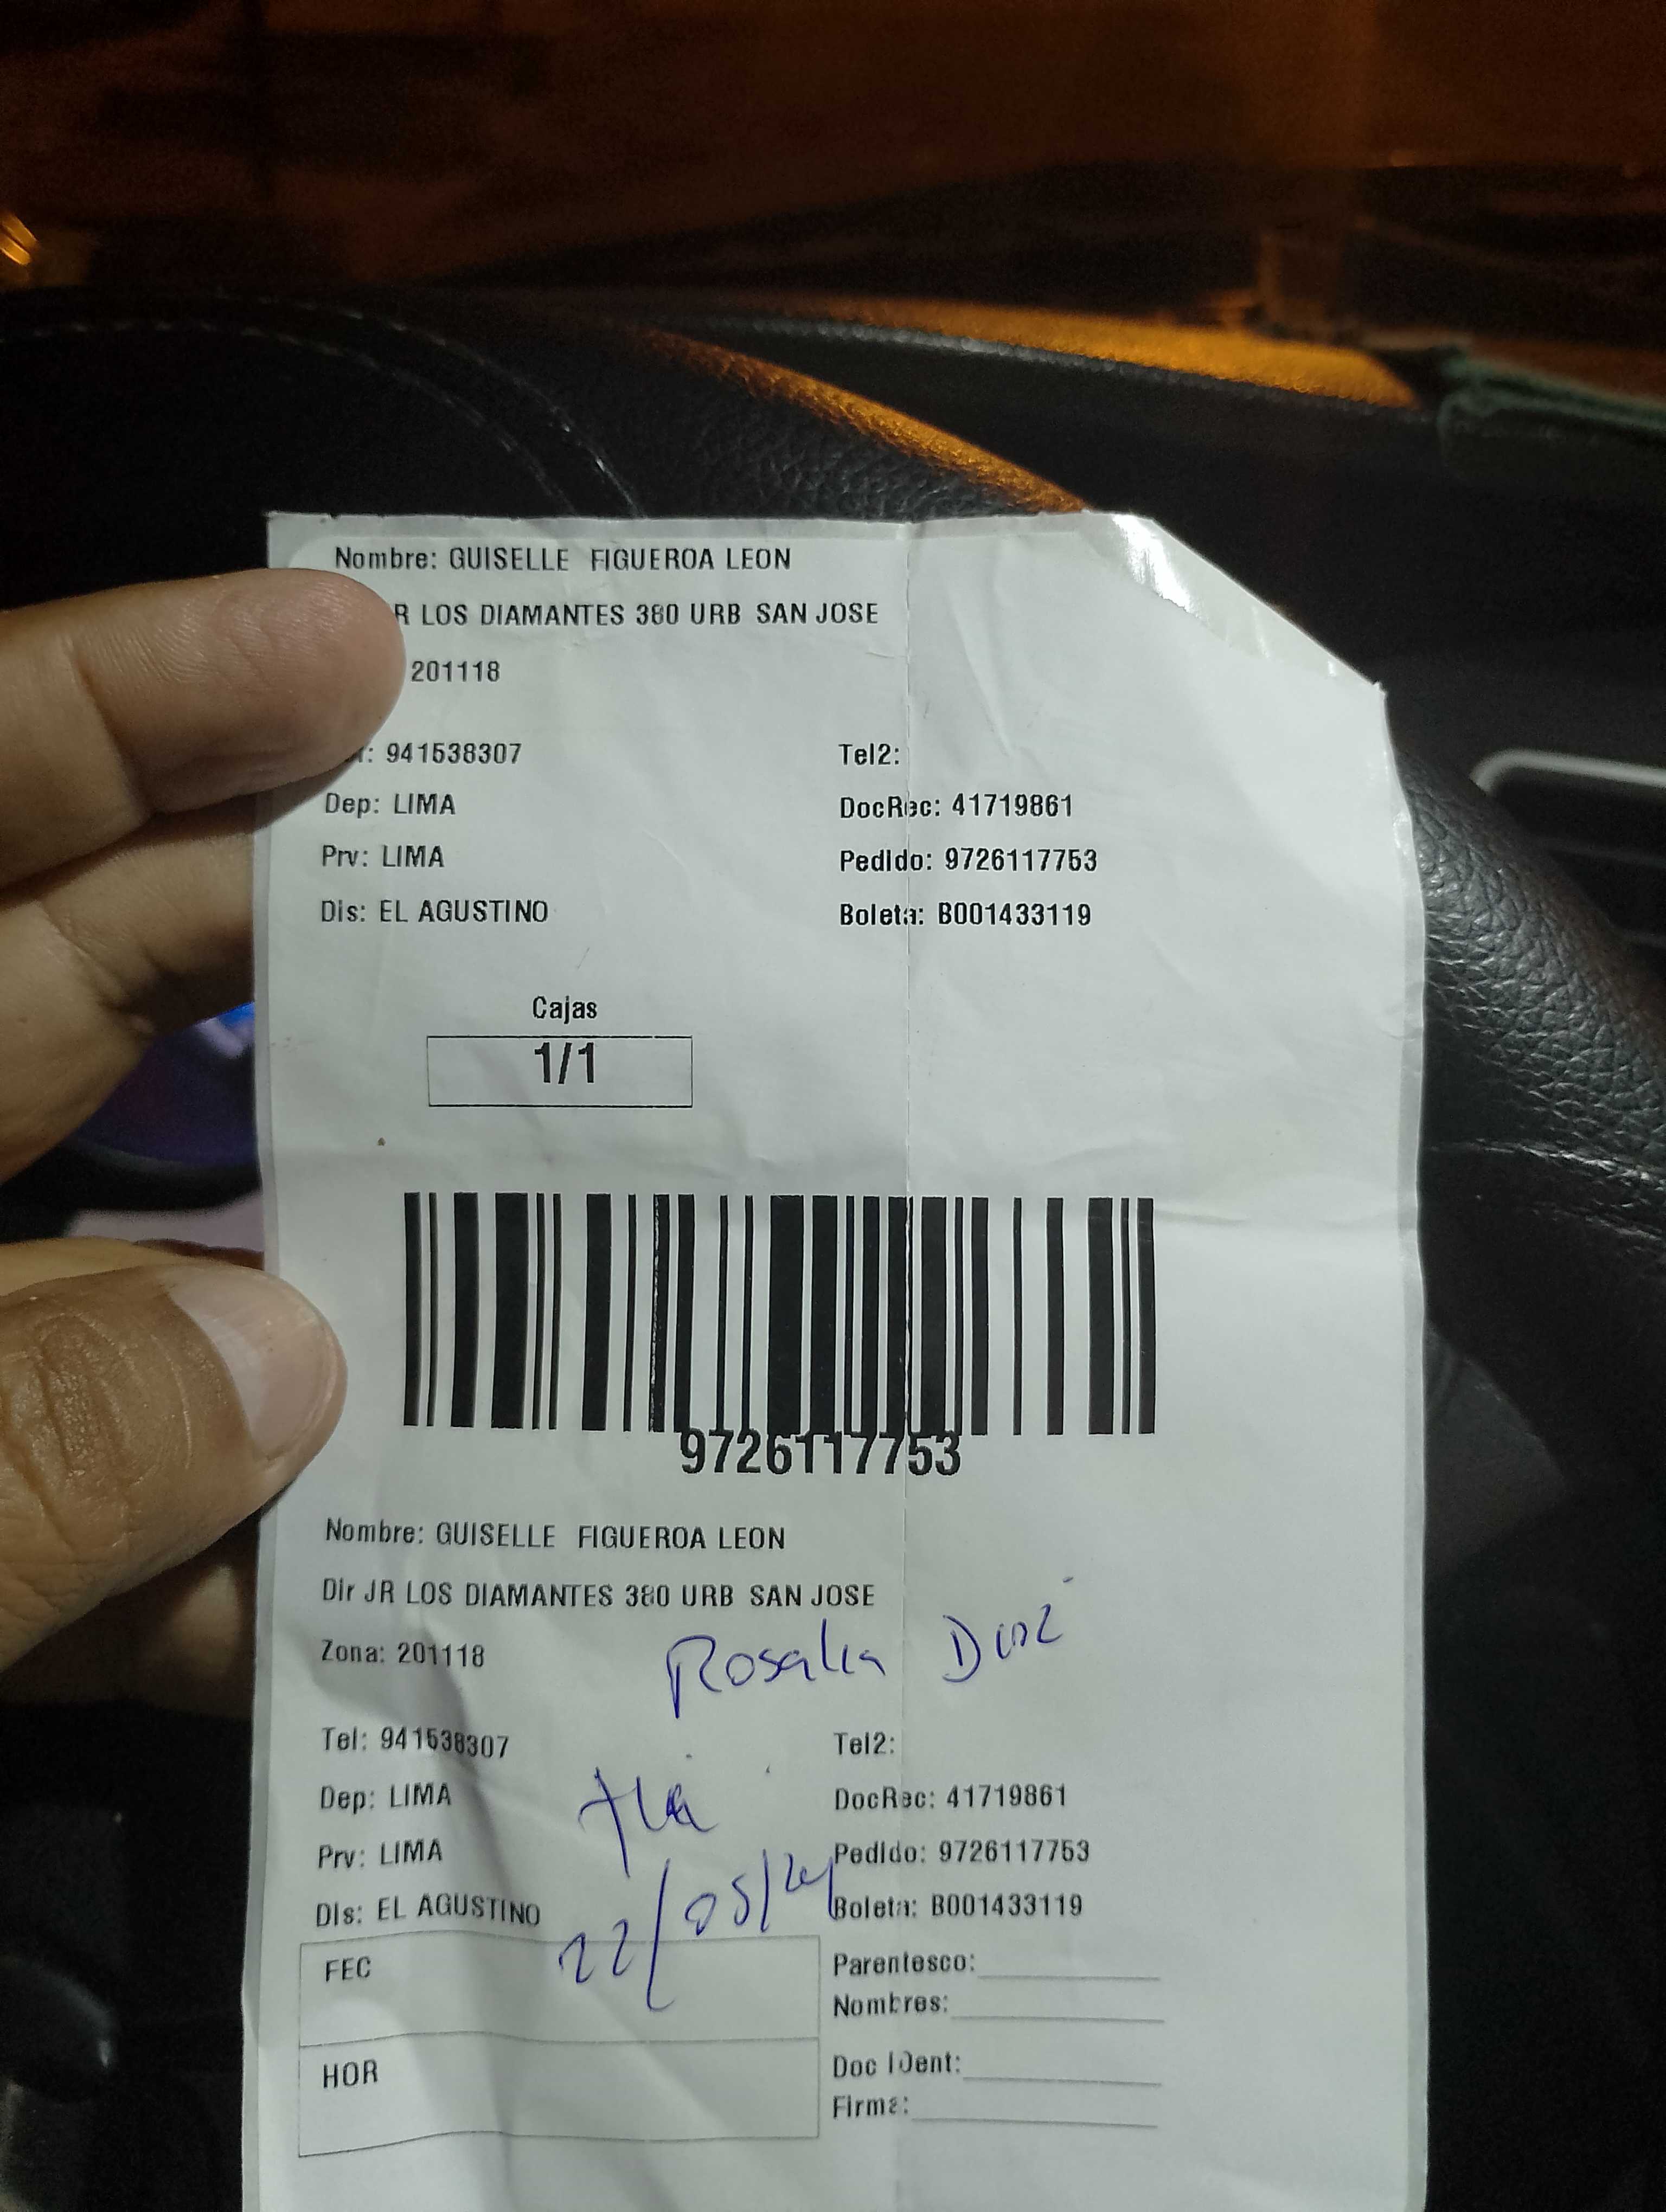 Nombre: GUISELLE FIGUEROA LEON
R LOS DIAMANTES 380 URB SAN JOSE
201118
: 941538307 Tel2:
Dep: LIMA DocRec: 41719861
Prv: LIMA Pedido: 9726117753
Dis: EL AGUSTINO Boleta: B001433119
Cajas
1/1
9726117753
Nombre: GUISELLE FIGUEROA LEON
Dir JR LOS DIAMANTES 380 URB SAN JOSE
Zona: 201118 Rosalia
Tel: 941538307 Tel2:
Dep: LIMA DocRec: 41719861
Prv: LIMA Pedido: 9726117753
Dis: EL AGUSTINO Boleta: B001433119
22/05/24
FEC Parentesco:
Nombres:
HOR Doc IDent:
Firma: